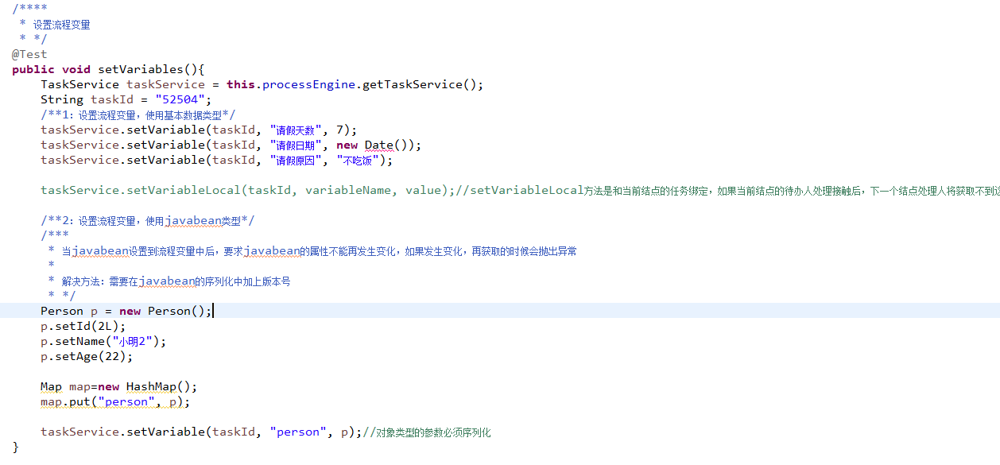 /****
 * 设置流程变量
 * */
@Test
public void setVariables(){
    TaskService taskService = this.processEngine.getTaskService();
    String taskId = "52504";
    /**1：设置流程变量，使用基本数据类型*/
    taskService.setVariable(taskId, "请假天数", 7);
    taskService.setVariable(taskId, "请假日期", new Date());
    taskService.setVariable(taskId, "请假原因", "不吃饭");
    taskService.setVariableLocal(taskId, variableName, value);//setVariableLocal方法是和当前结点的任务绑定，如果当前结点的待办人处理接触后，下一个结点处理人将获取不到
    /**2：设置流程变量，使用javabean类型*/
    /***
     * 当javabean设置到流程变量中后，要求javabean的属性不能再发生变化，如果发生变化，再获取的时候会抛出异常
     *
     * 解决方法：需要在javabean的序列化中加上版本号
     * */
    Person p = new Person();
    p.setId(2L);
    p.setName("小明2");
    p.setAge(22);
    Map map=new HashMap();
    map.put("person", p);
    taskService.setVariable(taskId, "person", p);//对象类型的参数必须序列化
}